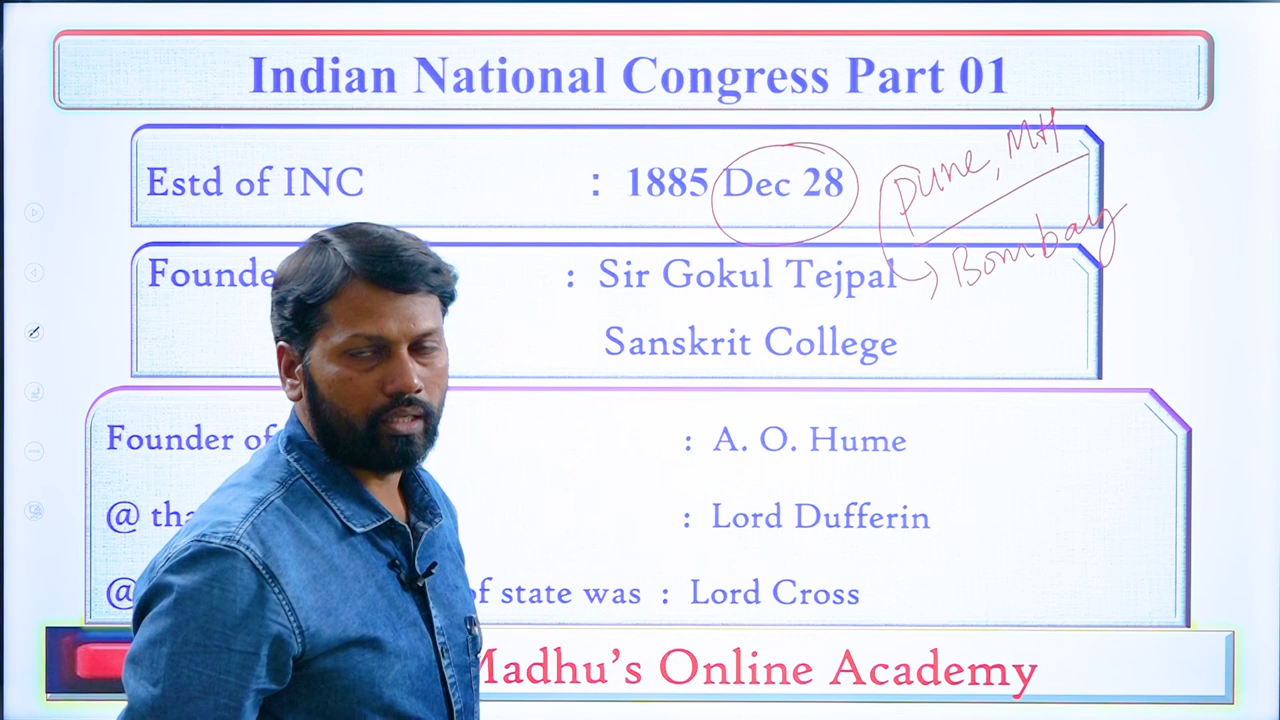 Indian National Congress Part 01
Pune, MH
Estd of INC : 1885 Dec 28
Bombay
Founde : Sir Gokul Tejpal
Sanskrit College
Founder of : A. O. Hume
@ tha : Lord Dufferin
@ of state was : Lord Cross
Madhu's Online Academy